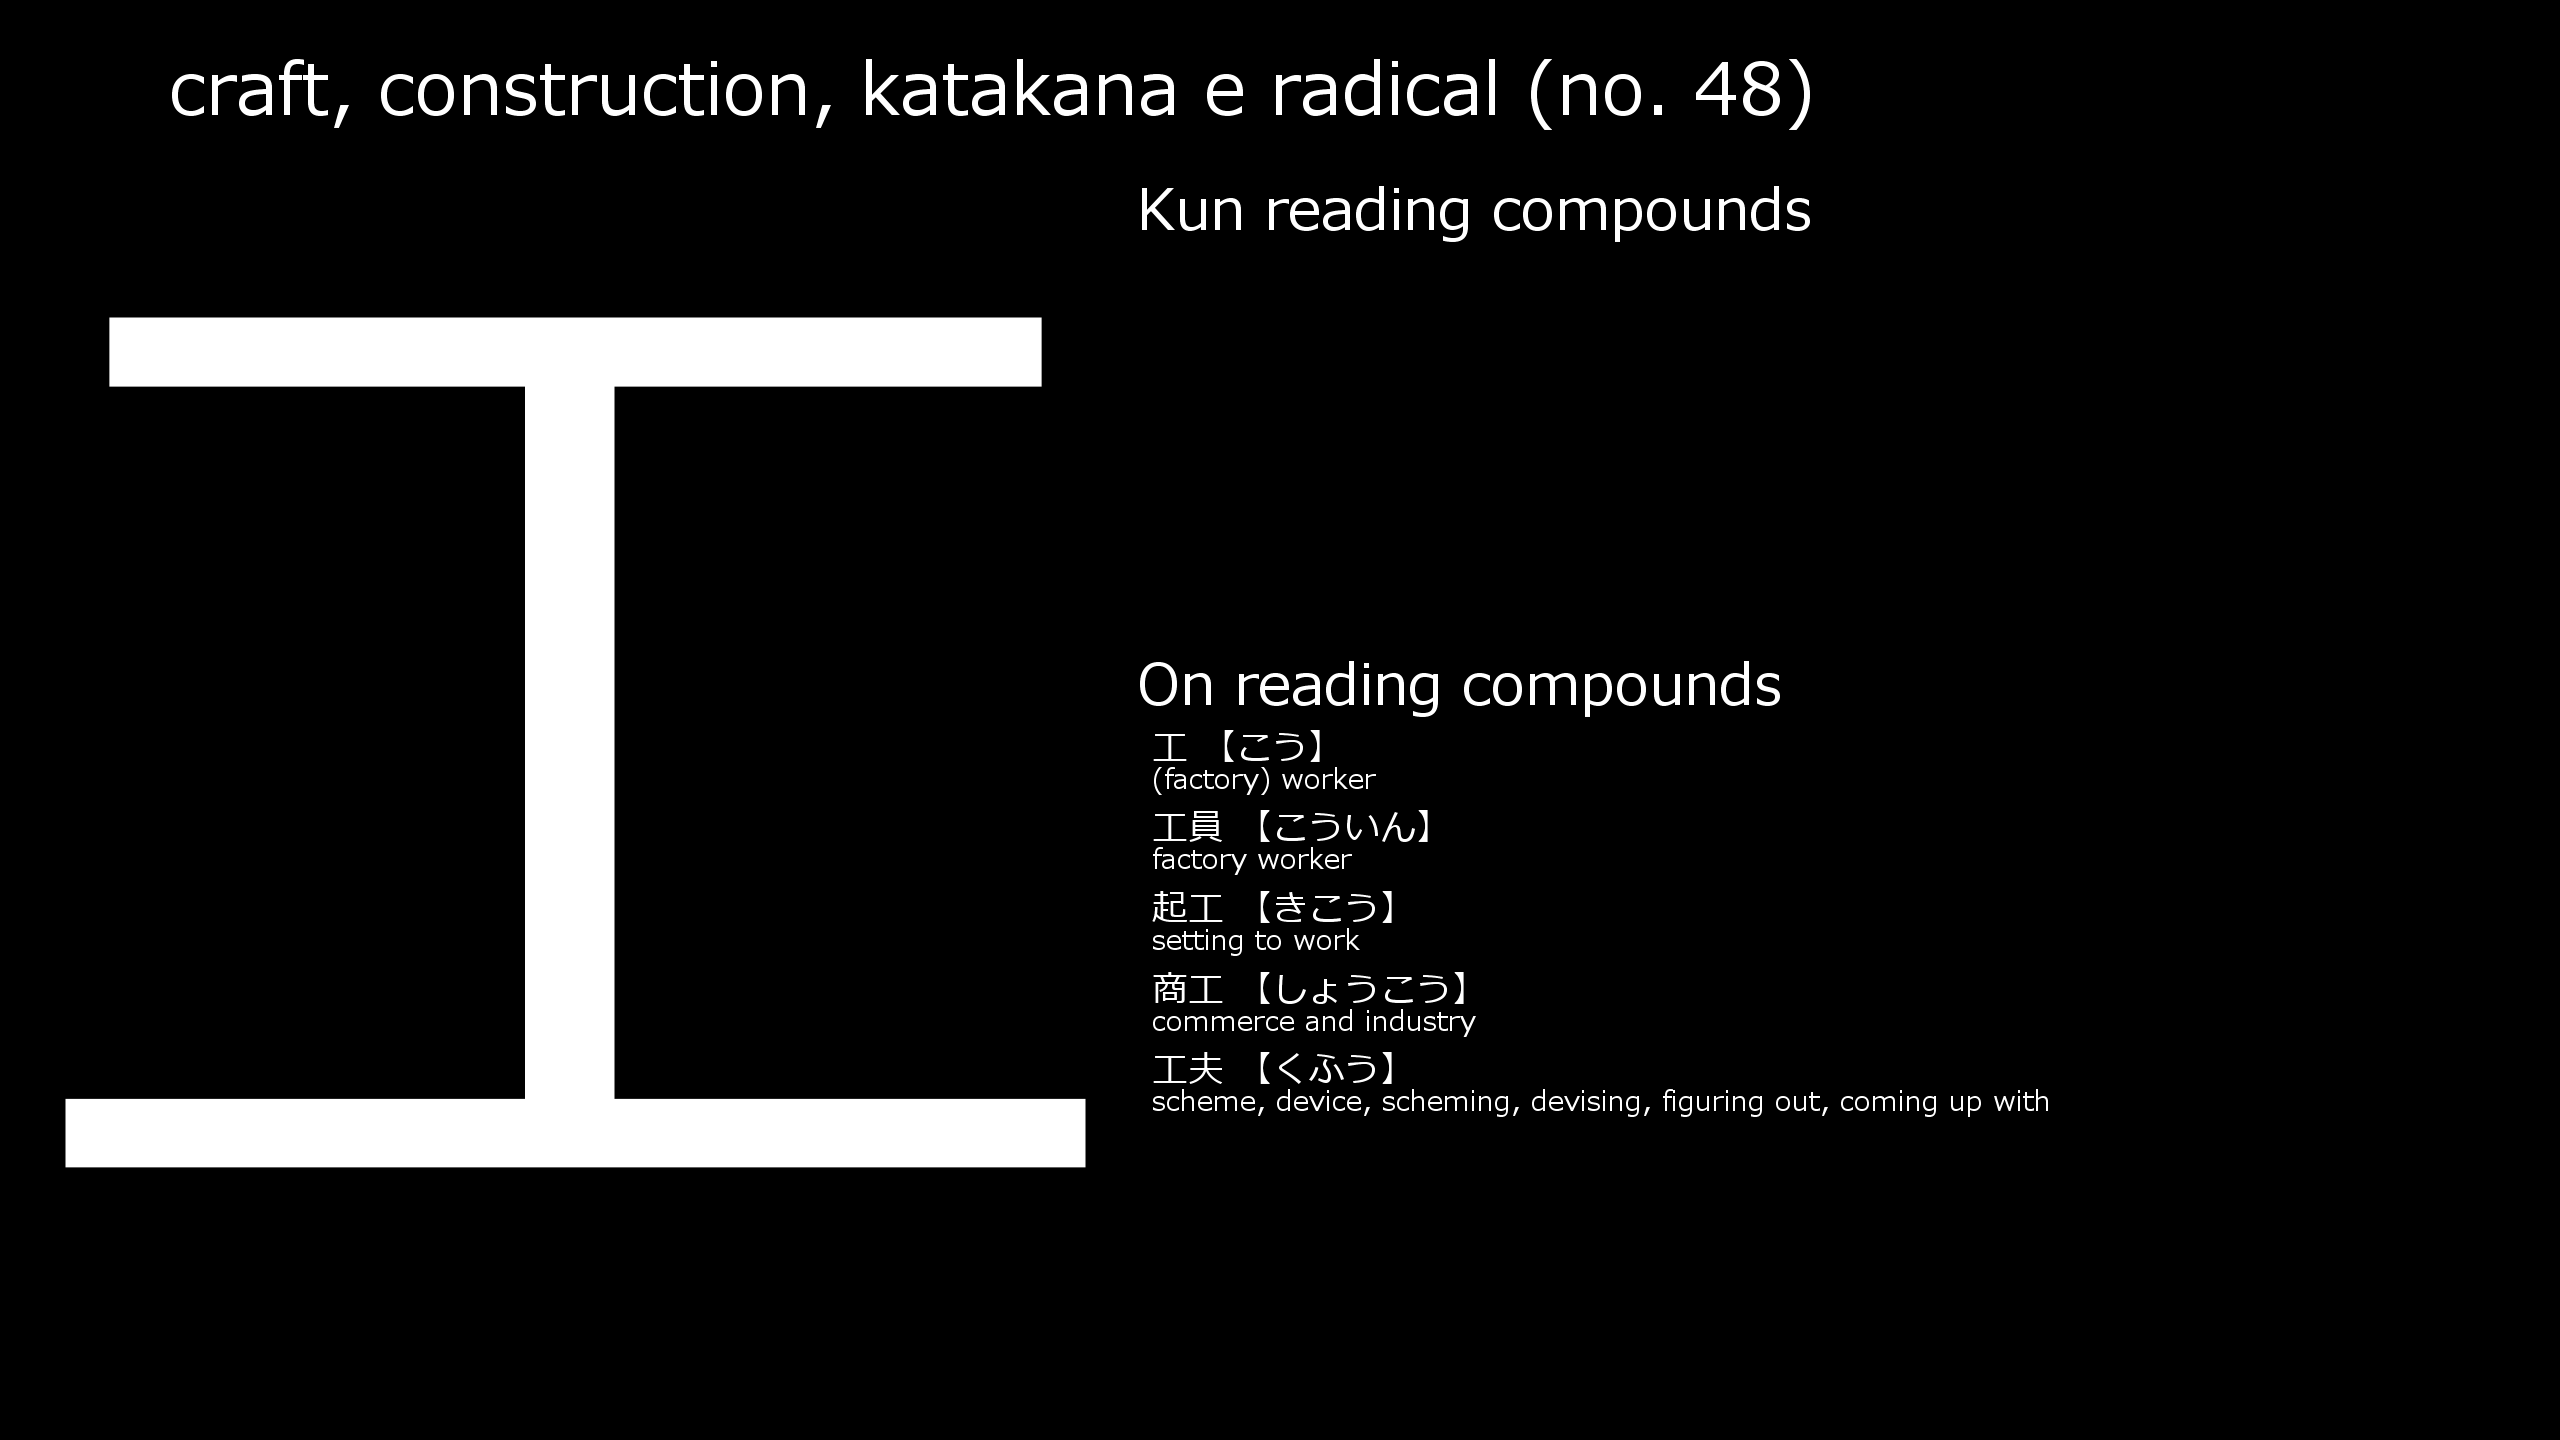 craft, construction, katakana e radical (no. 48)
工
Kun reading compounds
On reading compounds
工 【こう】
(factory) worker
工員 【こういん】
factory worker
起工 【きこう】
setting to work
商工 【しょうこう】
commerce and industry
工夫 【くふう】
scheme, device, scheming, devising, figuring out, coming up with